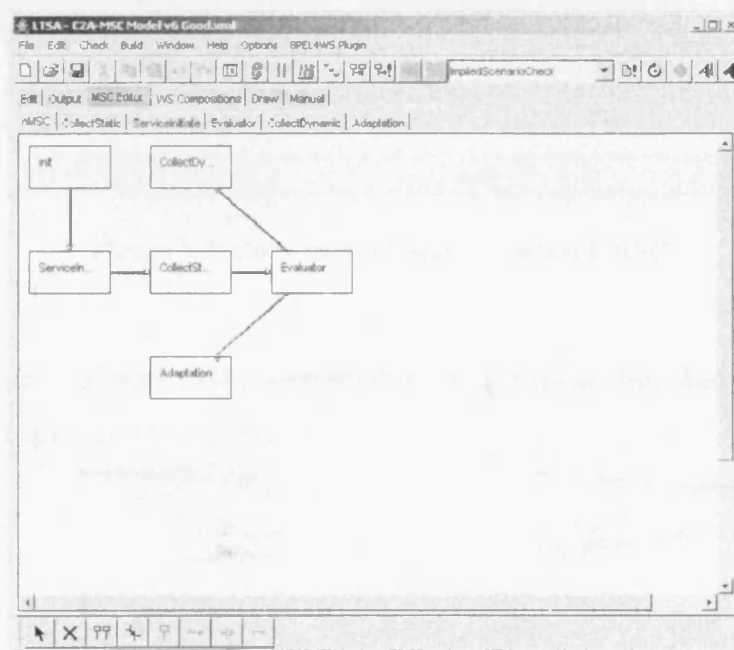 LTSA - C2A-MSC Model v6 Good.xml
File Edit Check Build Window Help Options BPEL4WS Plugin
ImpliedScenarioCheck
Edit Output MSC Editor WS Compositions Draw Manual
hMSC CollectStatic ServiceInitiate Evaluator CollectDynamic Adaptation
init CollectDy...
ServiceIn... CollectSt... Evaluator
Adaptation